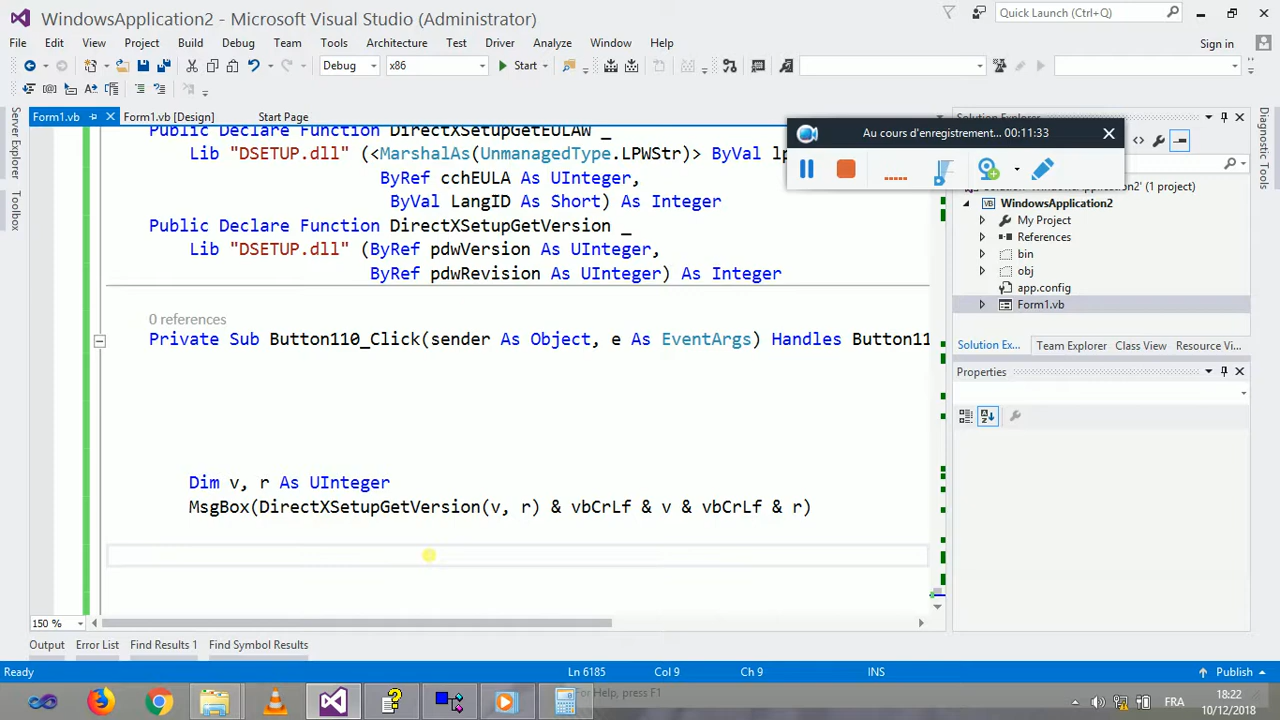 WindowsApplication2 - Microsoft Visual Studio (Administrator)
Quick Launch (Ctrl+Q)
File Edit View Project Build Debug Team Tools Architecture Test Driver Analyze Window Help
Sign in
Debug x86 Start
Form1.vb Form1.vb [Design] Start Page
Server Explorer
Toolbox
Diagnostic Tools
Au cours d'enregistrement... 00:11:33
Public Declare Function DirectXSetupGetEULAW _
Lib "DSETUP.dll" (<MarshalAs(UnmanagedType.LPWStr)> ByVal
ByRef cchEULA As UInteger,
ByVal LangID As Short) As Integer
Public Declare Function DirectXSetupGetVersion _
Lib "DSETUP.dll" (ByRef pdwVersion As UInteger,
ByRef pdwRevision As UInteger) As Integer
0 references
Private Sub Button110_Click(sender As Object, e As EventArgs) Handles Button11
Dim v, r As UInteger
MsgBox(DirectXSetupGetVersion(v, r) & vbCrLf & v & vbCrLf & r)
150 %
Solution 'WindowsApplication2' (1 project)
WindowsApplication2
My Project
References
bin
obj
app.config
Form1.vb
Solution Ex... Team Explorer Class View Resource Vi...
Properties
Output Error List Find Results 1 Find Symbol Results
Ready Ln 6185 Col 9 Ch 9 INS Publish
For Help, press F1
FRA
18:22
10/12/2018